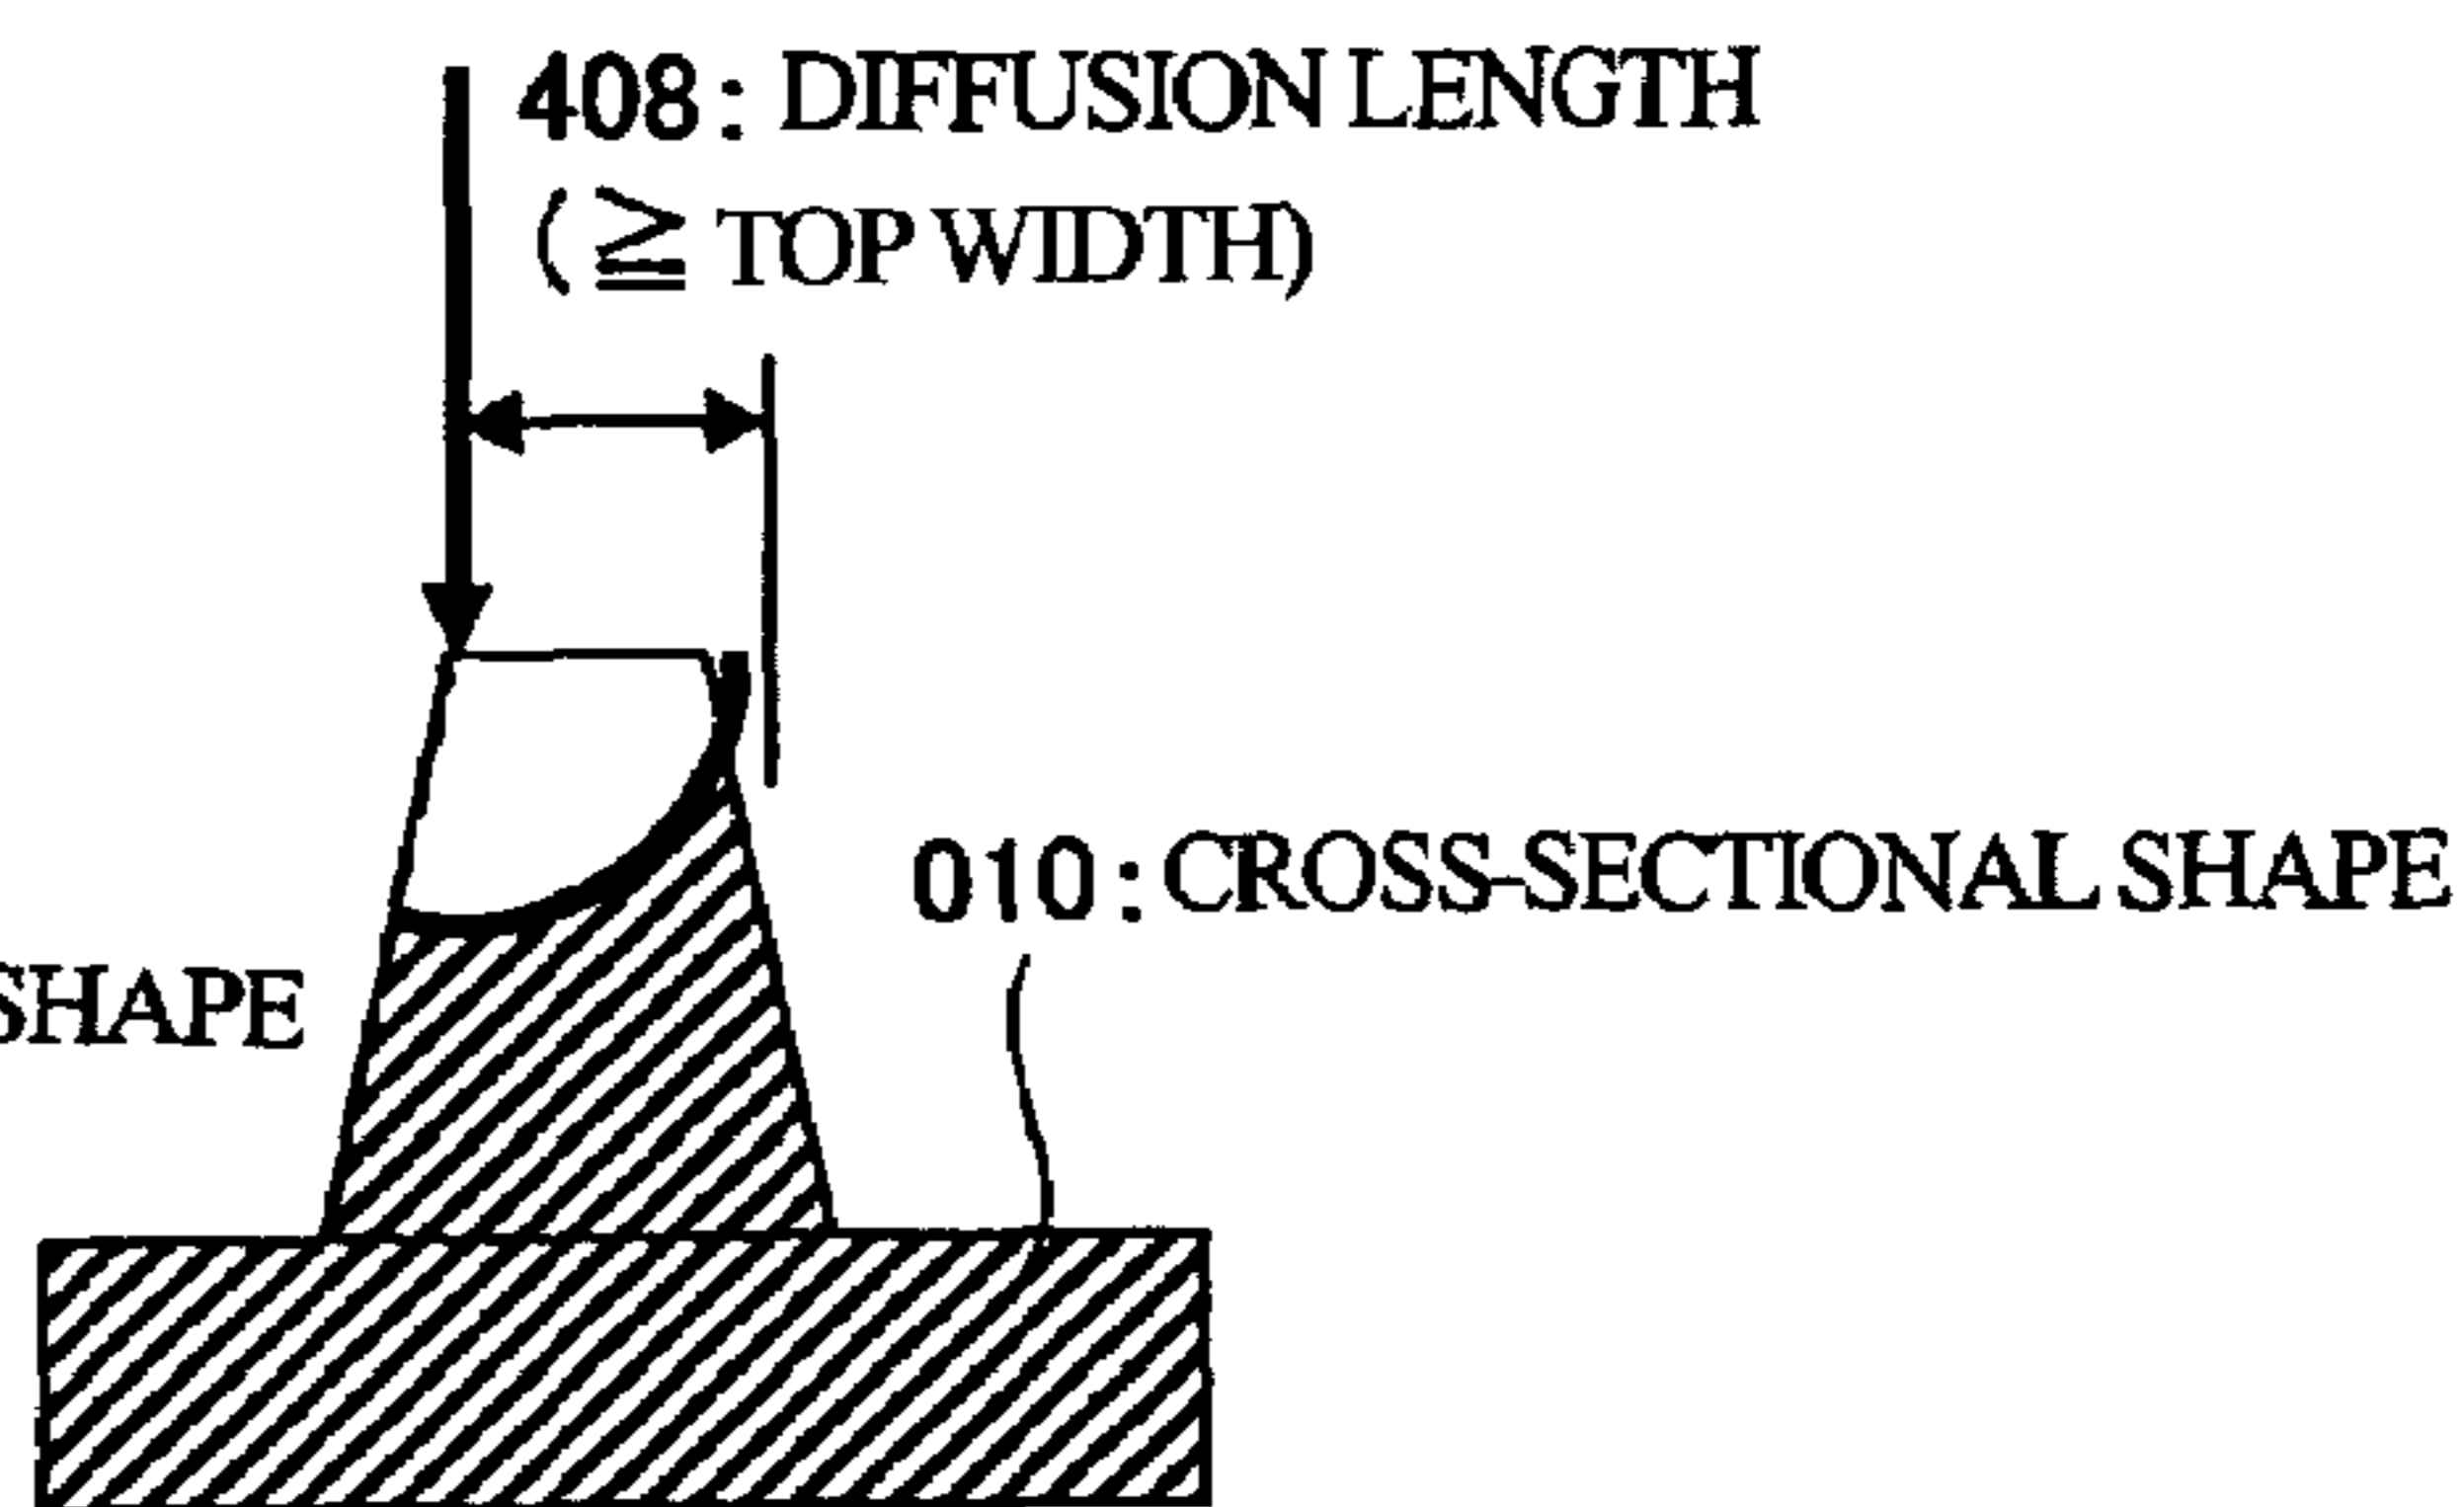 408: DIFFUSION LENGTH
(≧ TOP WIDTH)
010: CROSS-SECTIONAL SHAPE
SHAPE